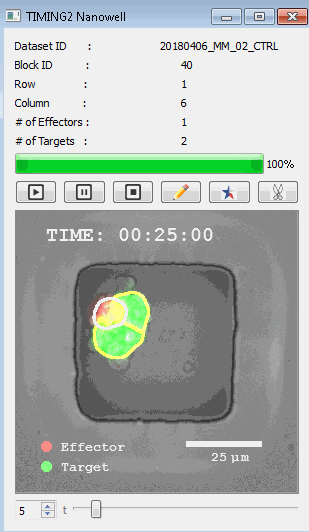 TIMING2 Nanowell
Dataset ID : 20180406_MM_02_CTRL
Block ID : 40
Row : 1
Column : 6
# of Effectors : 1
# of Targets : 2
100%
TIME: 00:25:00
Effector
Target
25 µm
5 t